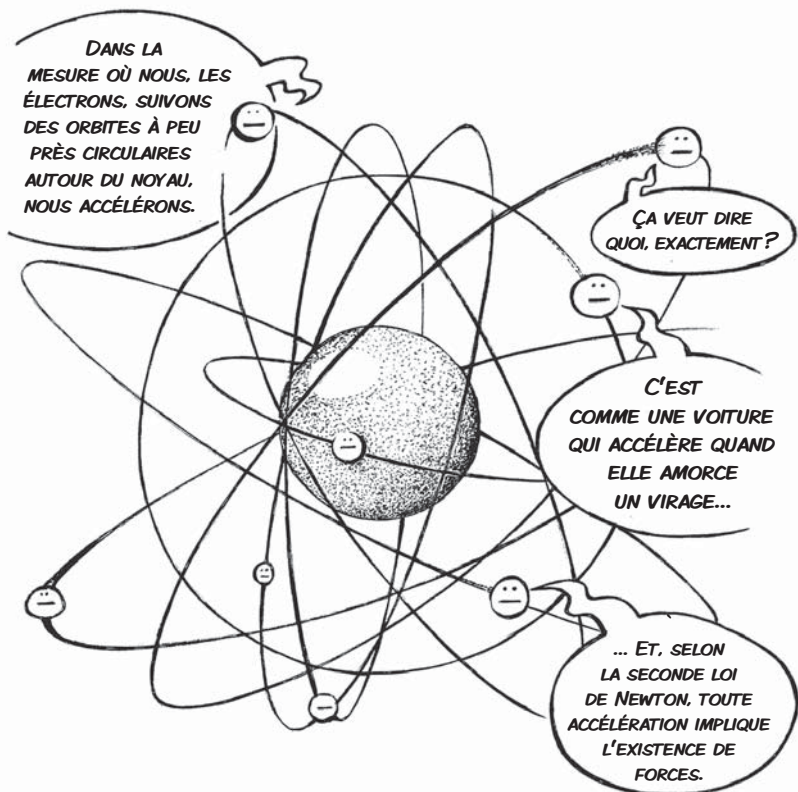 DANS LA
MESURE OÙ NOUS, LES
ÉLECTRONS, SUIVONS
DES ORBITES À PEU
PRÈS CIRCULAIRES
AUTOUR DU NOYAU,
NOUS ACCÉLÉRONS.
ÇA VEUT DIRE
QUOI, EXACTEMENT ?
C'EST
COMME UNE VOITURE
QUI ACCÉLÈRE QUAND
ELLE AMORCE
UN VIRAGE...
... ET, SELON
LA SECONDE LOI
DE NEWTON, TOUTE
ACCÉLÉRATION IMPLIQUE
L'EXISTENCE DE
FORCES.